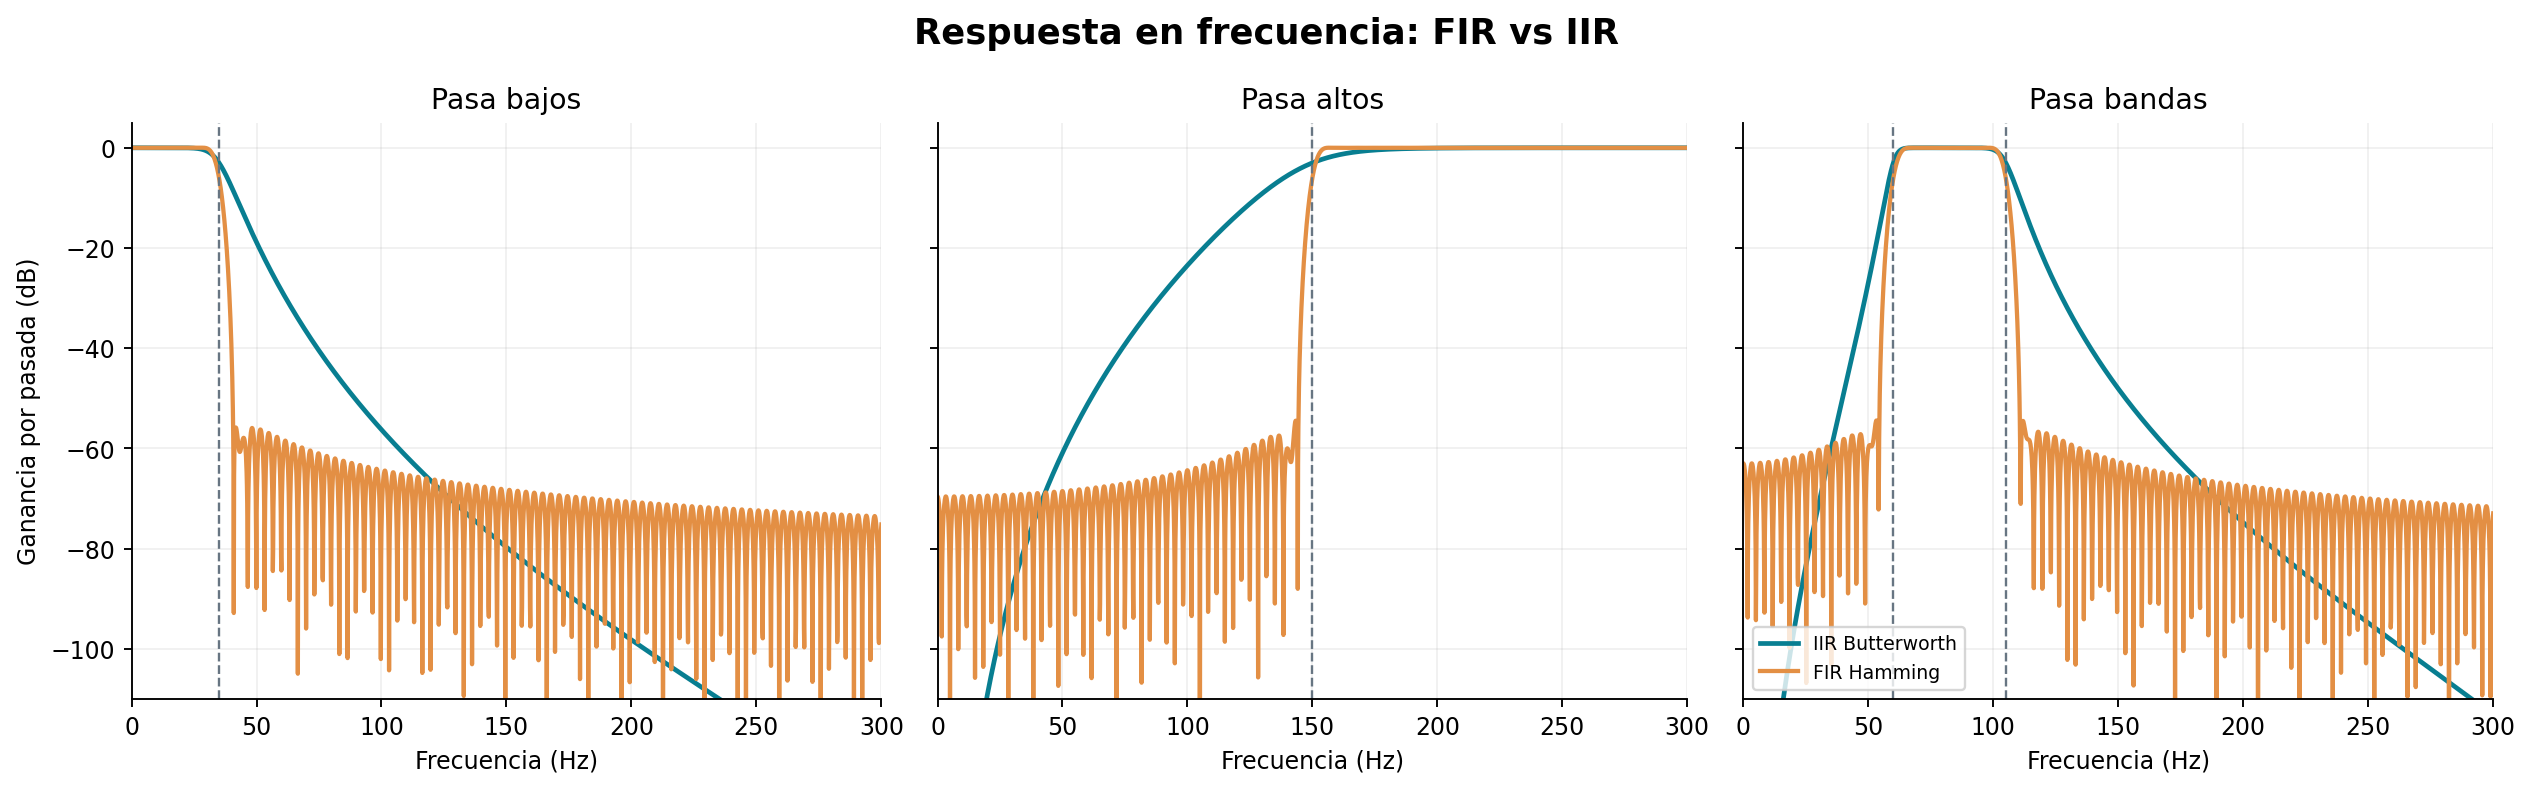 Respuesta en frecuencia: FIR vs IIR
Pasa bajos
Pasa altos
Pasa bandas
Ganancia por pasada (dB)
0
−20
−40
−60
−80
−100
0 50 100 150 200 250 300
0 50 100 150 200 250 300
0 50 100 150 200 250 300
Frecuencia (Hz)
Frecuencia (Hz)
Frecuencia (Hz)
IIR Butterworth
FIR Hamming